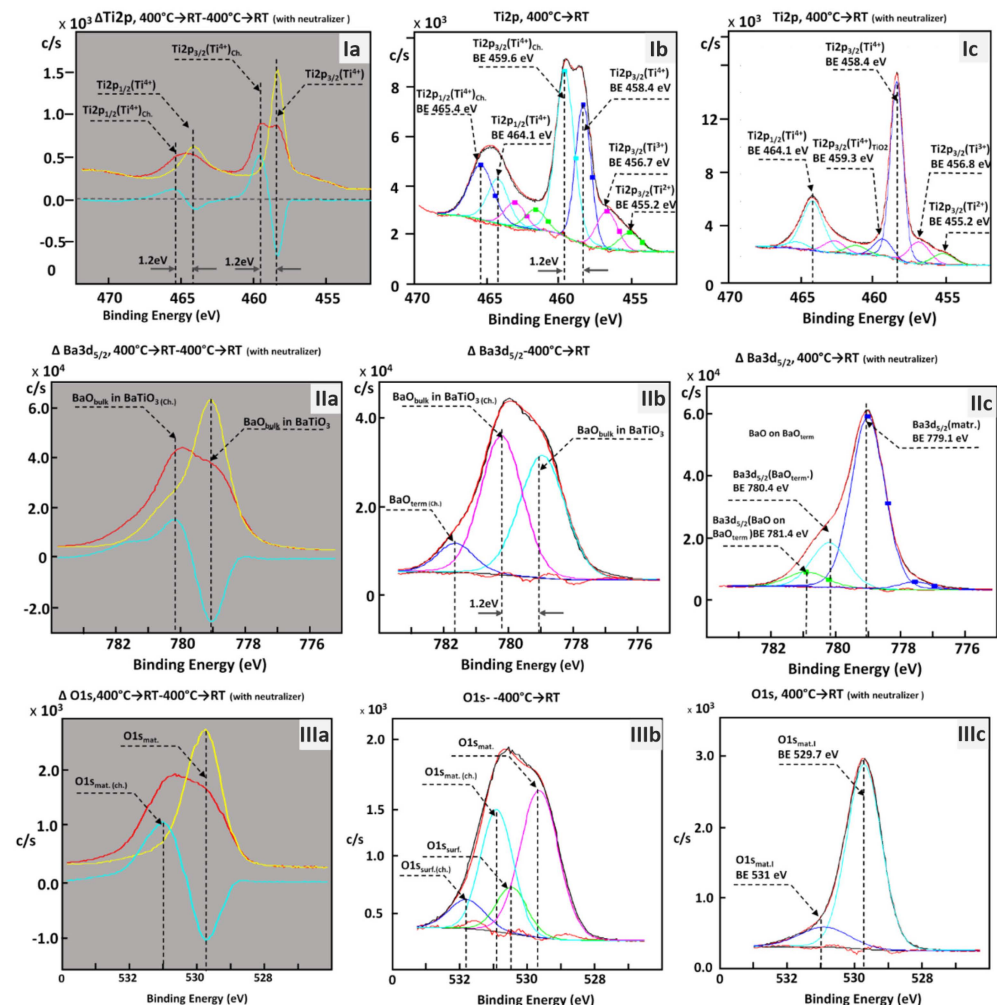 ΔTi2p, 400°C→RT-400°C→RT (with neutralizer )
x 10³
c/s
Ia
Ti2p₃/₂(Ti⁴⁺)Ch.
Ti2p₁/₂(Ti⁴⁺)
Ti2p₃/₂(Ti⁴⁺)
Ti2p₁/₂(Ti⁴⁺)Ch.
1.5
1.0
0.5
0.0
-0.5
0
1.2eV
1.2eV
470 465 460 455
Binding Energy (eV)
Ti2p, 400°C→RT
x 10³
c/s
Ib
Ti2p₃/₂(Ti⁴⁺)Ch.
BE 459.6 eV
Ti2p₃/₂(Ti⁴⁺)
BE 458.4 eV
Ti2p₁/₂(Ti⁴⁺)Ch.
BE 465.4 eV
Ti2p₁/₂(Ti⁴⁺)
BE 464.1 eV
Ti2p₃/₂(Ti³⁺)
BE 456.7 eV
Ti2p₃/₂(Ti²⁺)
BE 455.2 eV
9
6
3
0
1.2eV
470 465 460 455
Binding Energy (eV)
Ti2p, 400°C→RT (with neutralizer)
x 10³
c/s
Ic
Ti2p₃/₂(Ti⁴⁺)
BE 458.4 eV
Ti2p₁/₂(Ti⁴⁺)
BE 464.1 eV
Ti2p₃/₂(Ti⁴⁺)TiO2
BE 459.3 eV
Ti2p₃/₂(Ti³⁺)
BE 456.8 eV
Ti2p₃/₂(Ti²⁺)
BE 455.2 eV
15
12
9
6
3
0
470 465 460 455
Binding Energy (eV)
Δ Ba3d₅/₂, 400°C→RT-400°C→RT (with neutralizer)
x 10⁴
c/s
IIa
BaObulk in BaTiO₃ (Ch.)
BaObulk in BaTiO₃
6.0
4.0
2.0
0
-2.0
782 780 778 776
Binding Energy (eV)
Δ Ba3d₅/₂-400°C→RT
x 10⁴
c/s
IIb
BaObulk in BaTiO₃ (Ch.)
BaObulk in BaTiO₃
BaOterm (Ch.)
4.0
3.0
2.0
1.0
0
1.2eV
782 780 778 776
Binding Energy (eV)
Δ Ba3d₅/₂, 400°C→RT (with neutralizer)
x 10⁴
c/s
IIc
BaO on BaOterm
Ba3d₅/₂(matr.)
BE 779.1 eV
Ba3d₅/₂(BaOterm.)
BE 780.4 eV
Ba3d₅/₂(BaO on
BaOterm )BE 781.4 eV
6.0
4.0
2.0
0
782 780 778 776
Binding Energy (eV)
Δ O1s,400°C→RT-400°C→RT (with neutralizer)
x 10³
c/s
IIIa
O1smat.
O1smat. (ch.)
2.0
1.0
0.0
-1.0
0 532 530 528
Binding Energy (eV)
O1s- -400°C→RT
x 10³
c/s
IIIb
O1smat.
O1smat.(ch.)
O1ssurf.
O1ssurf.(ch.)
2.0
1.5
1.0
0.5
0 532 530 528
Binding Energy (eV)
O1s, 400°C→RT (with neutralizer )
x 10³
c/s
IIIc
O1smat.I
BE 529.7 eV
O1smat.I
BE 531 eV
3.0
2.0
1.0
0.0
0 532 530 528
Binding Energy (eV)